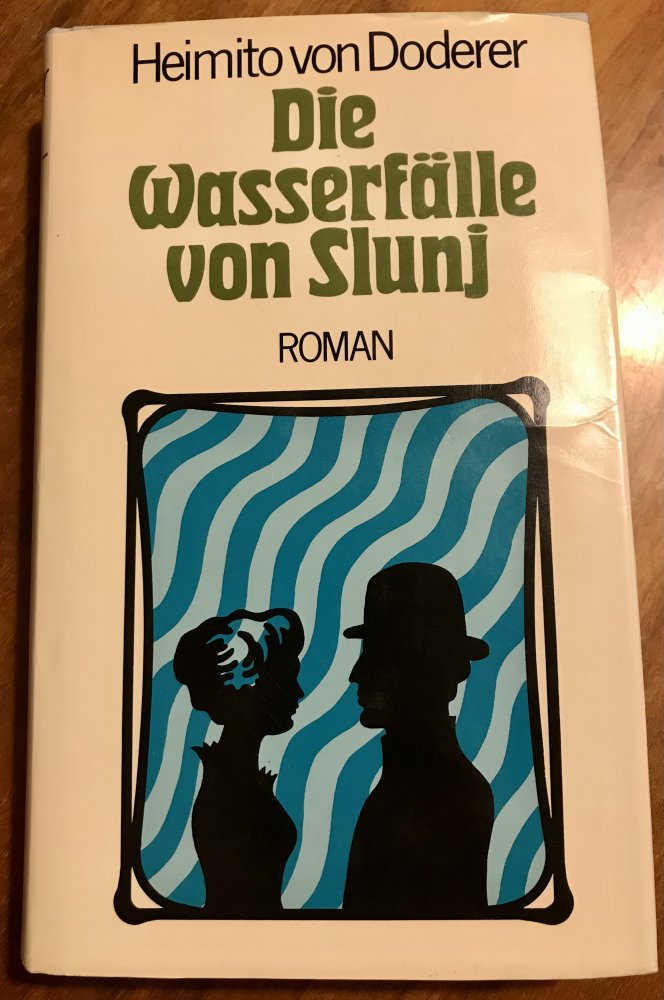 Heimito von Doderer
Die
Wasserfälle
von Slunj
ROMAN